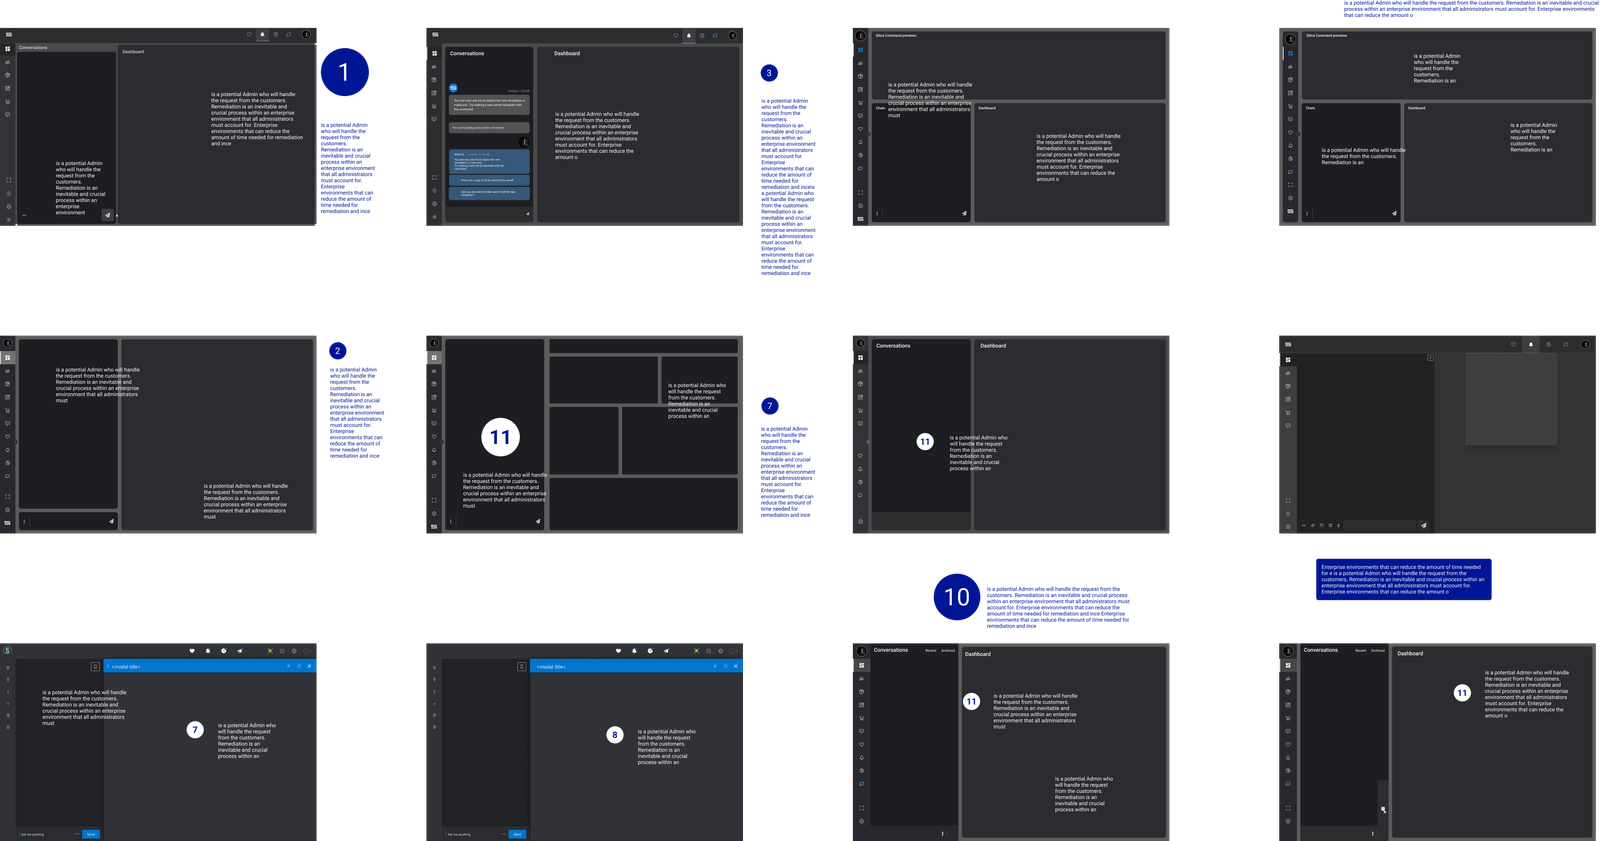 is a potential Admin who will handle the request from the customers. Remediation is an inevitable and crucial
process within an enterprise environment that all administrators must account for. Enterprise environments
that can reduce the amount o
Conversations
Dashboard
is a potential Admin who will handle
the request from the customers.
Remediation is an inevitable and
crucial process within an enterprise
environment that all administrators
must account for. Enterprise
environments that can reduce the
amount of time needed for remediation
and ince
is a potential Admin
who will handle the
request from the
customers.
Remediation is an
inevitable and crucial
process within an
enterprise
environment
1
is a potential Admin
who will handle the
request from the
customers.
Remediation is an
inevitable and crucial
process within an
enterprise environment
that all administrators
must account for.
Enterprise
environments that can
reduce the amount of
time needed for
remediation and ince
Conversations
Dashboard
is a potential Admin who will handle
the request from the customers.
Remediation is an inevitable and
crucial process within an enterprise
environment that all administrators
must account for. Enterprise
environments that can reduce the
amount o
3
is a potential Admin
who will handle the
request from the
customers.
Remediation is an
inevitable and crucial
process within an
enterprise environment
that all administrators
must account for.
Enterprise
environments that can
reduce the amount of
time needed for
remediation and inceis
a potential Admin who
will handle the request
from the customers.
Remediation is an
inevitable and crucial
process within an
enterprise environment
that all administrators
must account for.
Enterprise
environments that can
reduce the amount of
time needed for
remediation and ince
Silica Command previews
is a potential Admin who will handle
the request from the customers.
Remediation is an inevitable and
crucial process within an enterprise
environment that all administrators
must
Chats
Dashboard
is a potential Admin who will handle
the request from the customers.
Remediation is an inevitable and
crucial process within an enterprise
environment that all administrators
must account for. Enterprise
environments that can reduce the
amount o
Silica Command previews
is a potential Admin
who will handle the
request from the
customers.
Remediation is an
Chats
Dashboard
is a potential Admin who will handle
the request from the customers.
Remediation is an
is a potential Admin
who will handle the
request from the
customers.
Remediation is an
is a potential Admin who will handle
the request from the customers.
Remediation is an inevitable and
crucial process within an enterprise
environment that all administrators
must
is a potential Admin who will handle
the request from the customers.
Remediation is an inevitable and
crucial process within an enterprise
environment that all administrators
must
2
is a potential Admin
who will handle the
request from the
customers.
Remediation is an
inevitable and crucial
process within an
enterprise environment
that all administrators
must account for.
Enterprise
environments that can
reduce the amount of
time needed for
remediation and ince
is a potential Admin who
will handle the request
from the customers.
Remediation is an
inevitable and crucial
process within an
11
is a potential Admin who will handle
the request from the customers.
Remediation is an inevitable and
crucial process within an enterprise
environment that all administrators
must
7
is a potential Admin
who will handle the
request from the
customers.
Remediation is an
inevitable and crucial
process within an
enterprise environment
that all administrators
must account for.
Enterprise
environments that can
reduce the amount of
time needed for
remediation and ince
Conversations
Dashboard
11
is a potential Admin who
will handle the request
from the customers.
Remediation is an
inevitable and crucial
process within an
10
is a potential Admin who will handle the request from the
customers. Remediation is an inevitable and crucial process
within an enterprise environment that all administrators must
account for. Enterprise environments that can reduce the
amount of time needed for remediation and ince Enterprise
environments that can reduce the amount of time needed for
remediation and ince
Enterprise environments that can reduce the amount of time needed
for e is a potential Admin who will handle the request from the
customers. Remediation is an inevitable and crucial process within an
enterprise environment that all administrators must account for.
Enterprise environments that can reduce the amount o
<modal title>
is a potential Admin who will handle
the request from the customers.
Remediation is an inevitable and
crucial process within an enterprise
environment that all administrators
must
7
is a potential Admin who
will handle the request
from the customers.
Remediation is an
inevitable and crucial
process within an
Ask me anything
Send
<modal title>
8
is a potential Admin who
will handle the request
from the customers.
Remediation is an
inevitable and crucial
process within an
Ask me anything
Send
Conversations
Recent
Archived
Dashboard
11
is a potential Admin who will handle
the request from the customers.
Remediation is an inevitable and
crucial process within an enterprise
environment that all administrators
must
is a potential Admin who
will handle the request
from the customers.
Remediation is an
inevitable and crucial
process within an
Conversations
Recent
Archived
Dashboard
11
is a potential Admin who will handle
the request from the customers.
Remediation is an inevitable and
crucial process within an enterprise
environment that all administrators
must account for. Enterprise
environments that can reduce the
amount o